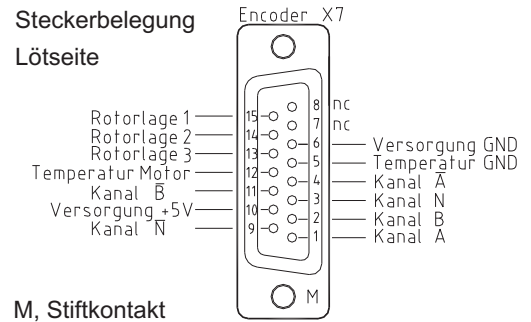 Steckerbelegung
Lötseite
Encoder X7
8 nc
7 nc
Rotorlage 1 15
Rotorlage 2 14
Rotorlage 3 13
Temperatur Motor 12
Kanal B̅ 11
Versorgung +5V 10
Kanal N̅ 9
6 Versorgung GND
5 Temperatur GND
4 Kanal A̅
3 Kanal N
2 Kanal B
1 Kanal A
M
M, Stiftkontakt